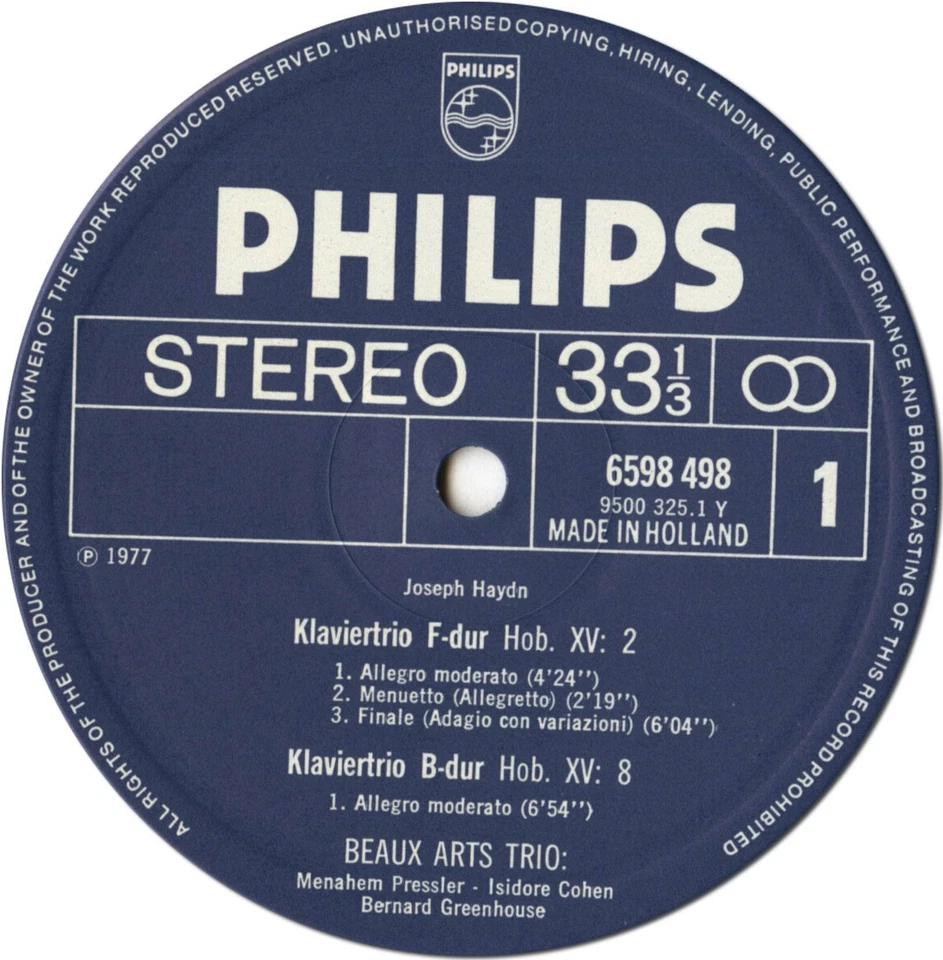 ALL RIGHTS OF THE PRODUCER AND OF THE OWNER OF THE WORK REPRODUCED RESERVED. UNAUTHORISED COPYING, HIRING, LENDING, PUBLIC PERFORMANCE AND BROADCASTING OF THIS RECORD PROHIBITED
PHILIPS
PHILIPS
STEREO 33 1/3
6598 498
9500 325.1 Y
MADE IN HOLLAND
1
Ⓟ 1977
Joseph Haydn
Klaviertrio F-dur Hob. XV: 2
1. Allegro moderato (4'24'')
2. Menuetto (Allegretto) (2'19'')
3. Finale (Adagio con variazioni) (6'04'')
Klaviertrio B-dur Hob. XV: 8
1. Allegro moderato (6'54'')
BEAUX ARTS TRIO:
Menahem Pressler - Isidore Cohen
Bernard Greenhouse